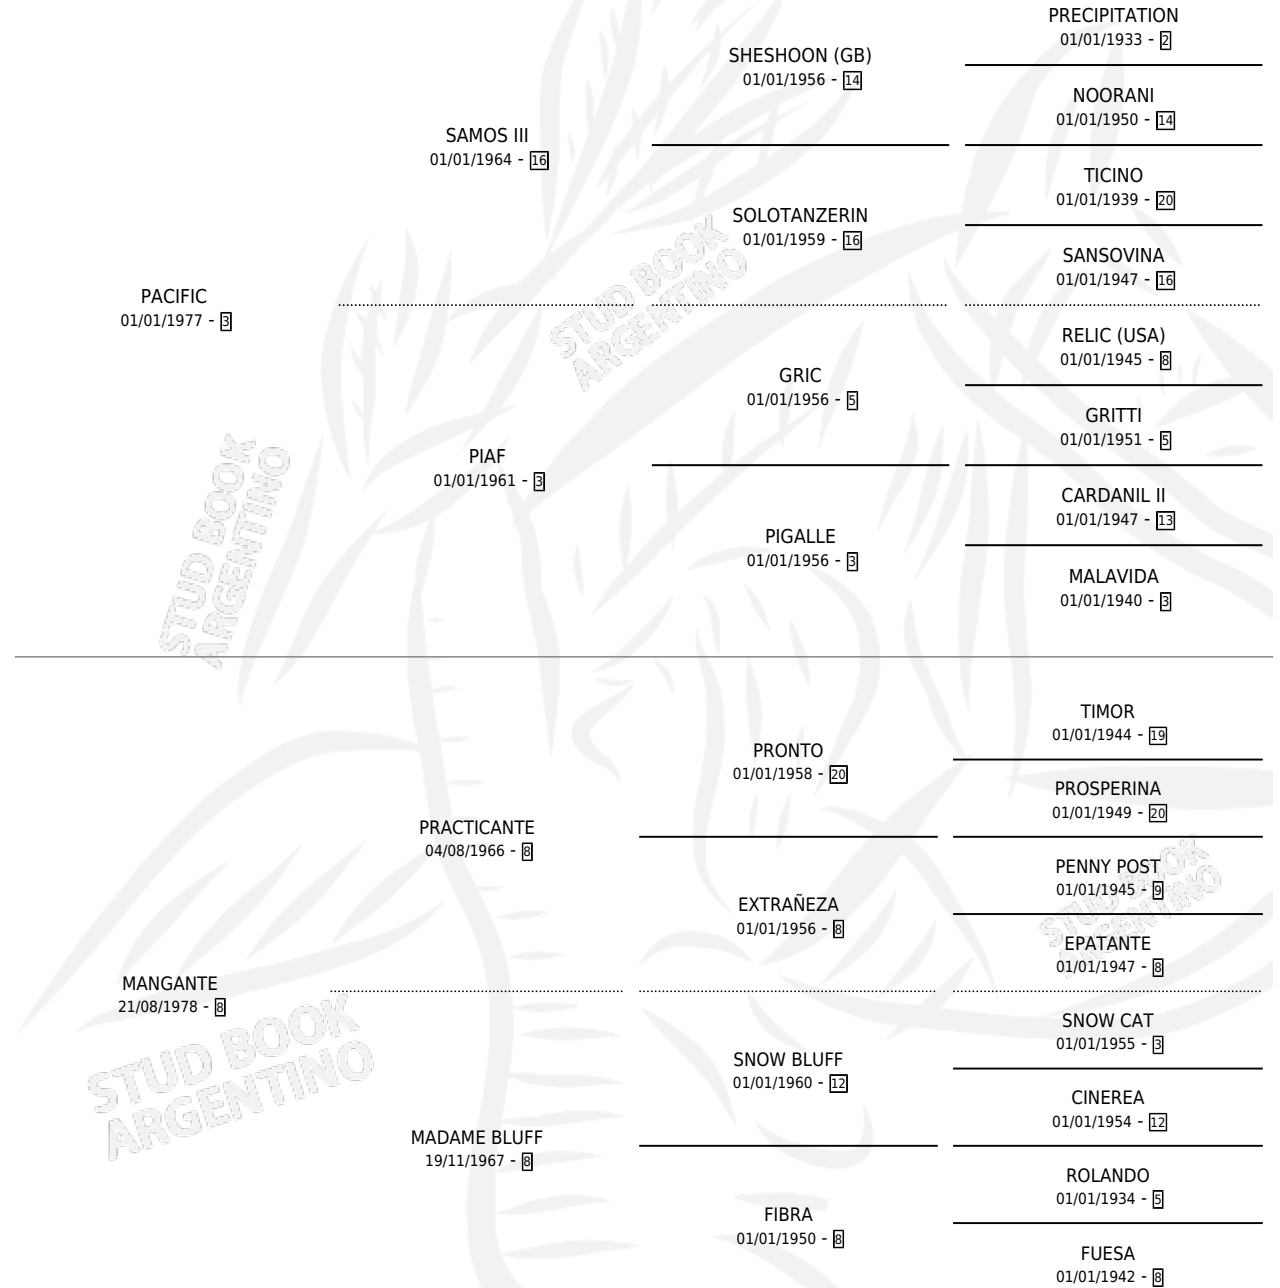 PRECIPITATION
01/01/1933 - 2
SHESHOON (GB)
01/01/1956 - 14
NOORANI
01/01/1950 - 14
SAMOS III
01/01/1964 - 16
TICINO
01/01/1939 - 20
SOLOTANZERIN
01/01/1959 - 16
SANSOVINA
01/01/1947 - 16
PACIFIC
01/01/1977 - 3
RELIC (USA)
01/01/1945 - 8
GRIC
01/01/1956 - 5
GRITTI
01/01/1951 - 5
PIAF
01/01/1961 - 3
CARDANIL II
01/01/1947 - 13
PIGALLE
01/01/1956 - 3
MALAVIDA
01/01/1940 - 3
STUD BOOK
ARGENTINO
STUD BOOK
ARGENTINO
TIMOR
01/01/1944 - 19
PRONTO
01/01/1958 - 20
PROSPERINA
01/01/1949 - 20
PRACTICANTE
04/08/1966 - 8
PENNY POST
01/01/1945 - 9
EXTRAÑEZA
01/01/1956 - 8
EPATANTE
01/01/1947 - 8
MANGANTE
21/08/1978 - 8
SNOW CAT
01/01/1955 - 3
SNOW BLUFF
01/01/1960 - 12
CINEREA
01/01/1954 - 12
MADAME BLUFF
19/11/1967 - 8
ROLANDO
01/01/1934 - 5
FIBRA
01/01/1950 - 8
FUESA
01/01/1942 - 8
STUD BOOK
ARGENTINO
STUD BOOK
ARGENTINO